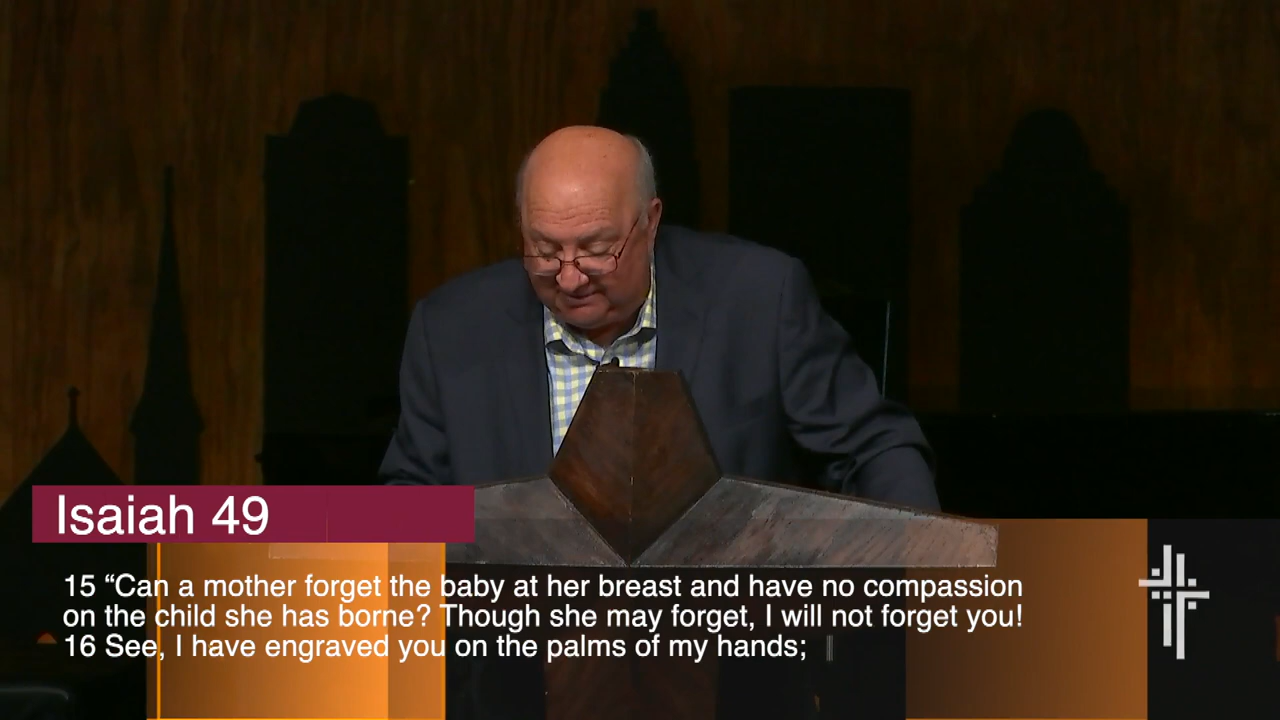 Isaiah 49
15 “Can a mother forget the baby at her breast and have no compassion
on the child she has borne? Though she may forget, I will not forget you!
16 See, I have engraved you on the palms of my hands;